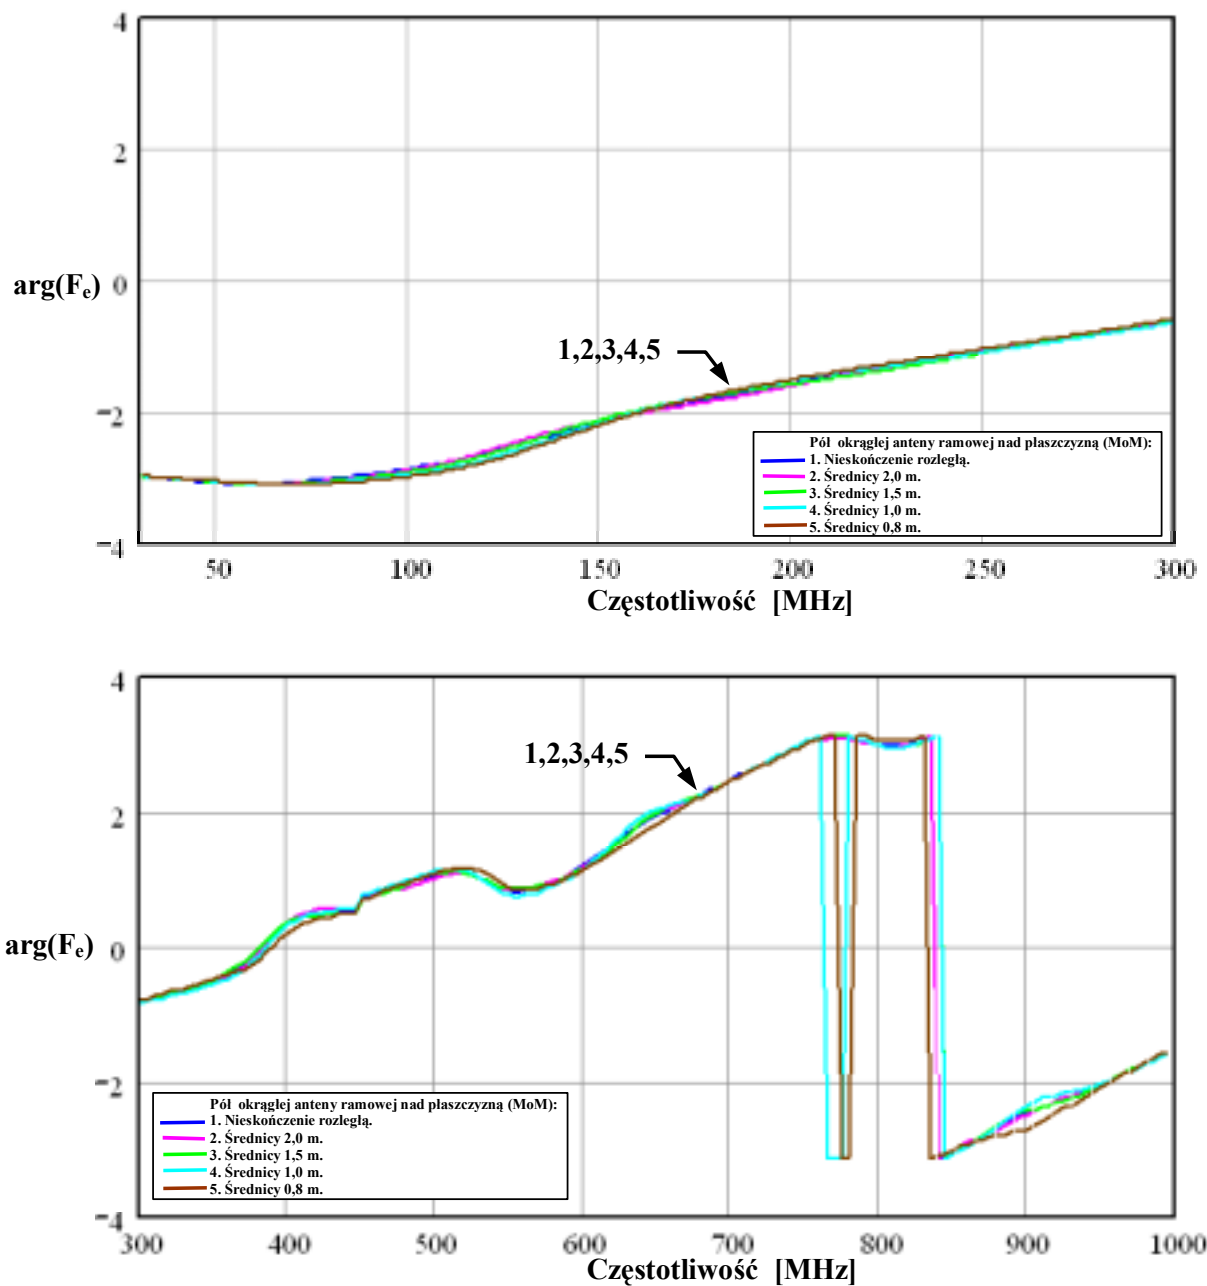 4
2
arg(Fe) 0
1,2,3,4,5
−2
Pół okrągłej anteny ramowej nad płaszczyzną (MoM):
1. Nieskończenie rozległą.
2. Średnicy 2,0 m.
3. Średnicy 1,5 m.
4. Średnicy 1,0 m.
5. Średnicy 0,8 m.
−4
50 100 150 200 250 300
Częstotliwość [MHz]
4
1,2,3,4,5
2
arg(Fe) 0
−2
Pół okrągłej anteny ramowej nad płaszczyzną (MoM):
1. Nieskończenie rozległą.
2. Średnicy 2,0 m.
3. Średnicy 1,5 m.
4. Średnicy 1,0 m.
5. Średnicy 0,8 m.
−4
300 400 500 600 700 800 900 1000
Częstotliwość [MHz]